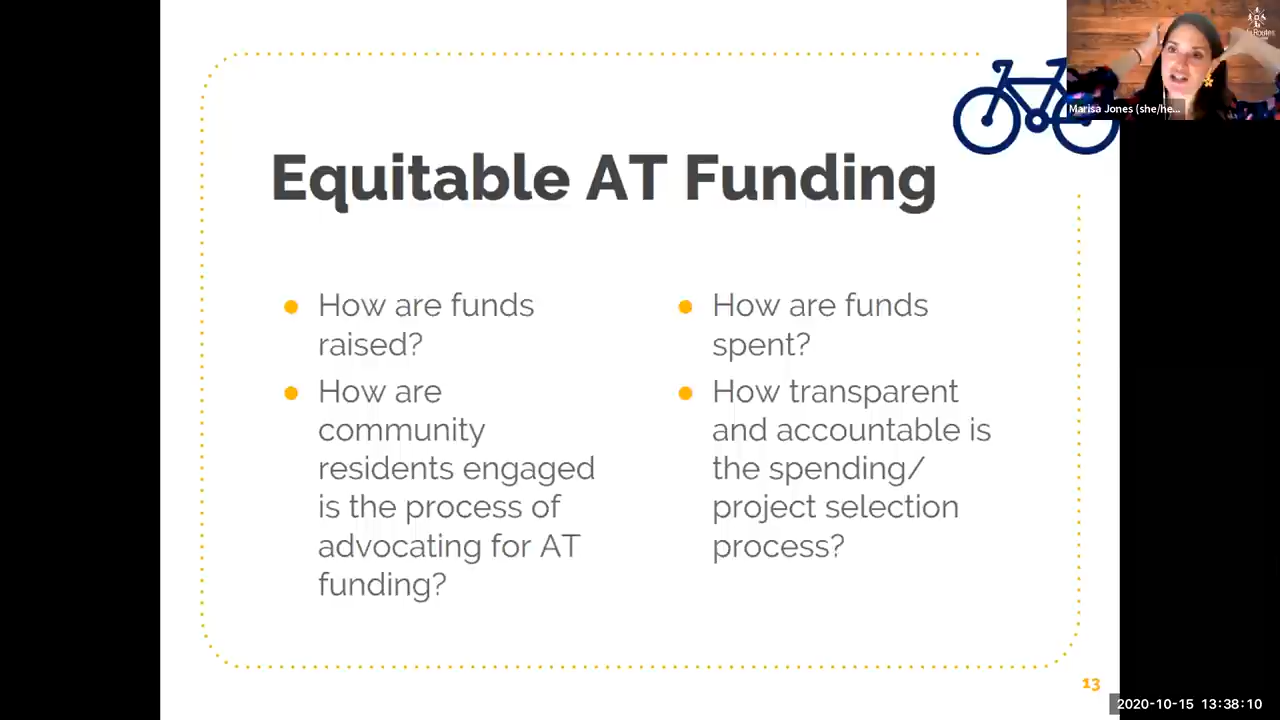 Equitable AT Funding
How are funds
raised?
How are
community
residents engaged
is the process of
advocating for AT
funding?
How are funds
spent?
How transparent
and accountable is
the spending/
project selection
process?
13
Routes
Marisa Jones (she/he...
2020-10-15 13:38:10